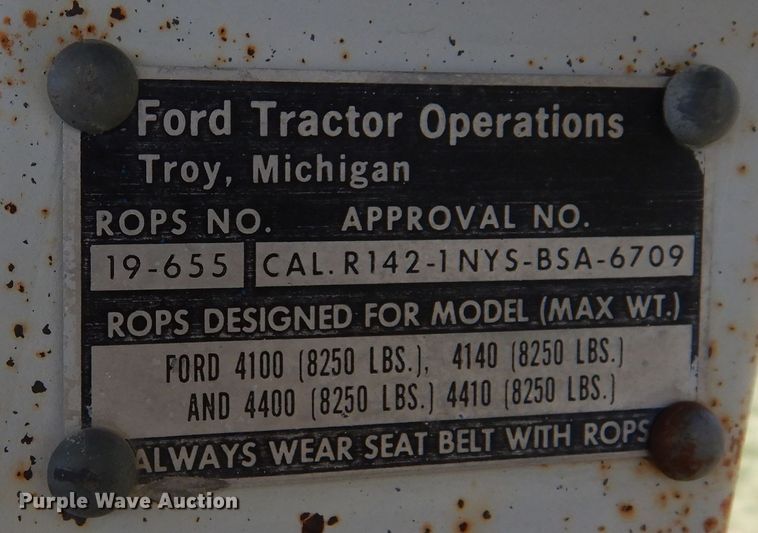 Ford Tractor Operations
Troy, Michigan
ROPS NO. APPROVAL NO.
19-655 CAL. R142-1 NYS-BSA-6709
ROPS DESIGNED FOR MODEL (MAX WT.)
FORD 4100 (8250 LBS.), 4140 (8250 LBS.)
AND 4400 (8250 LBS.) 4410 (8250 LBS.)
ALWAYS WEAR SEAT BELT WITH ROPS
Purple Wave Auction